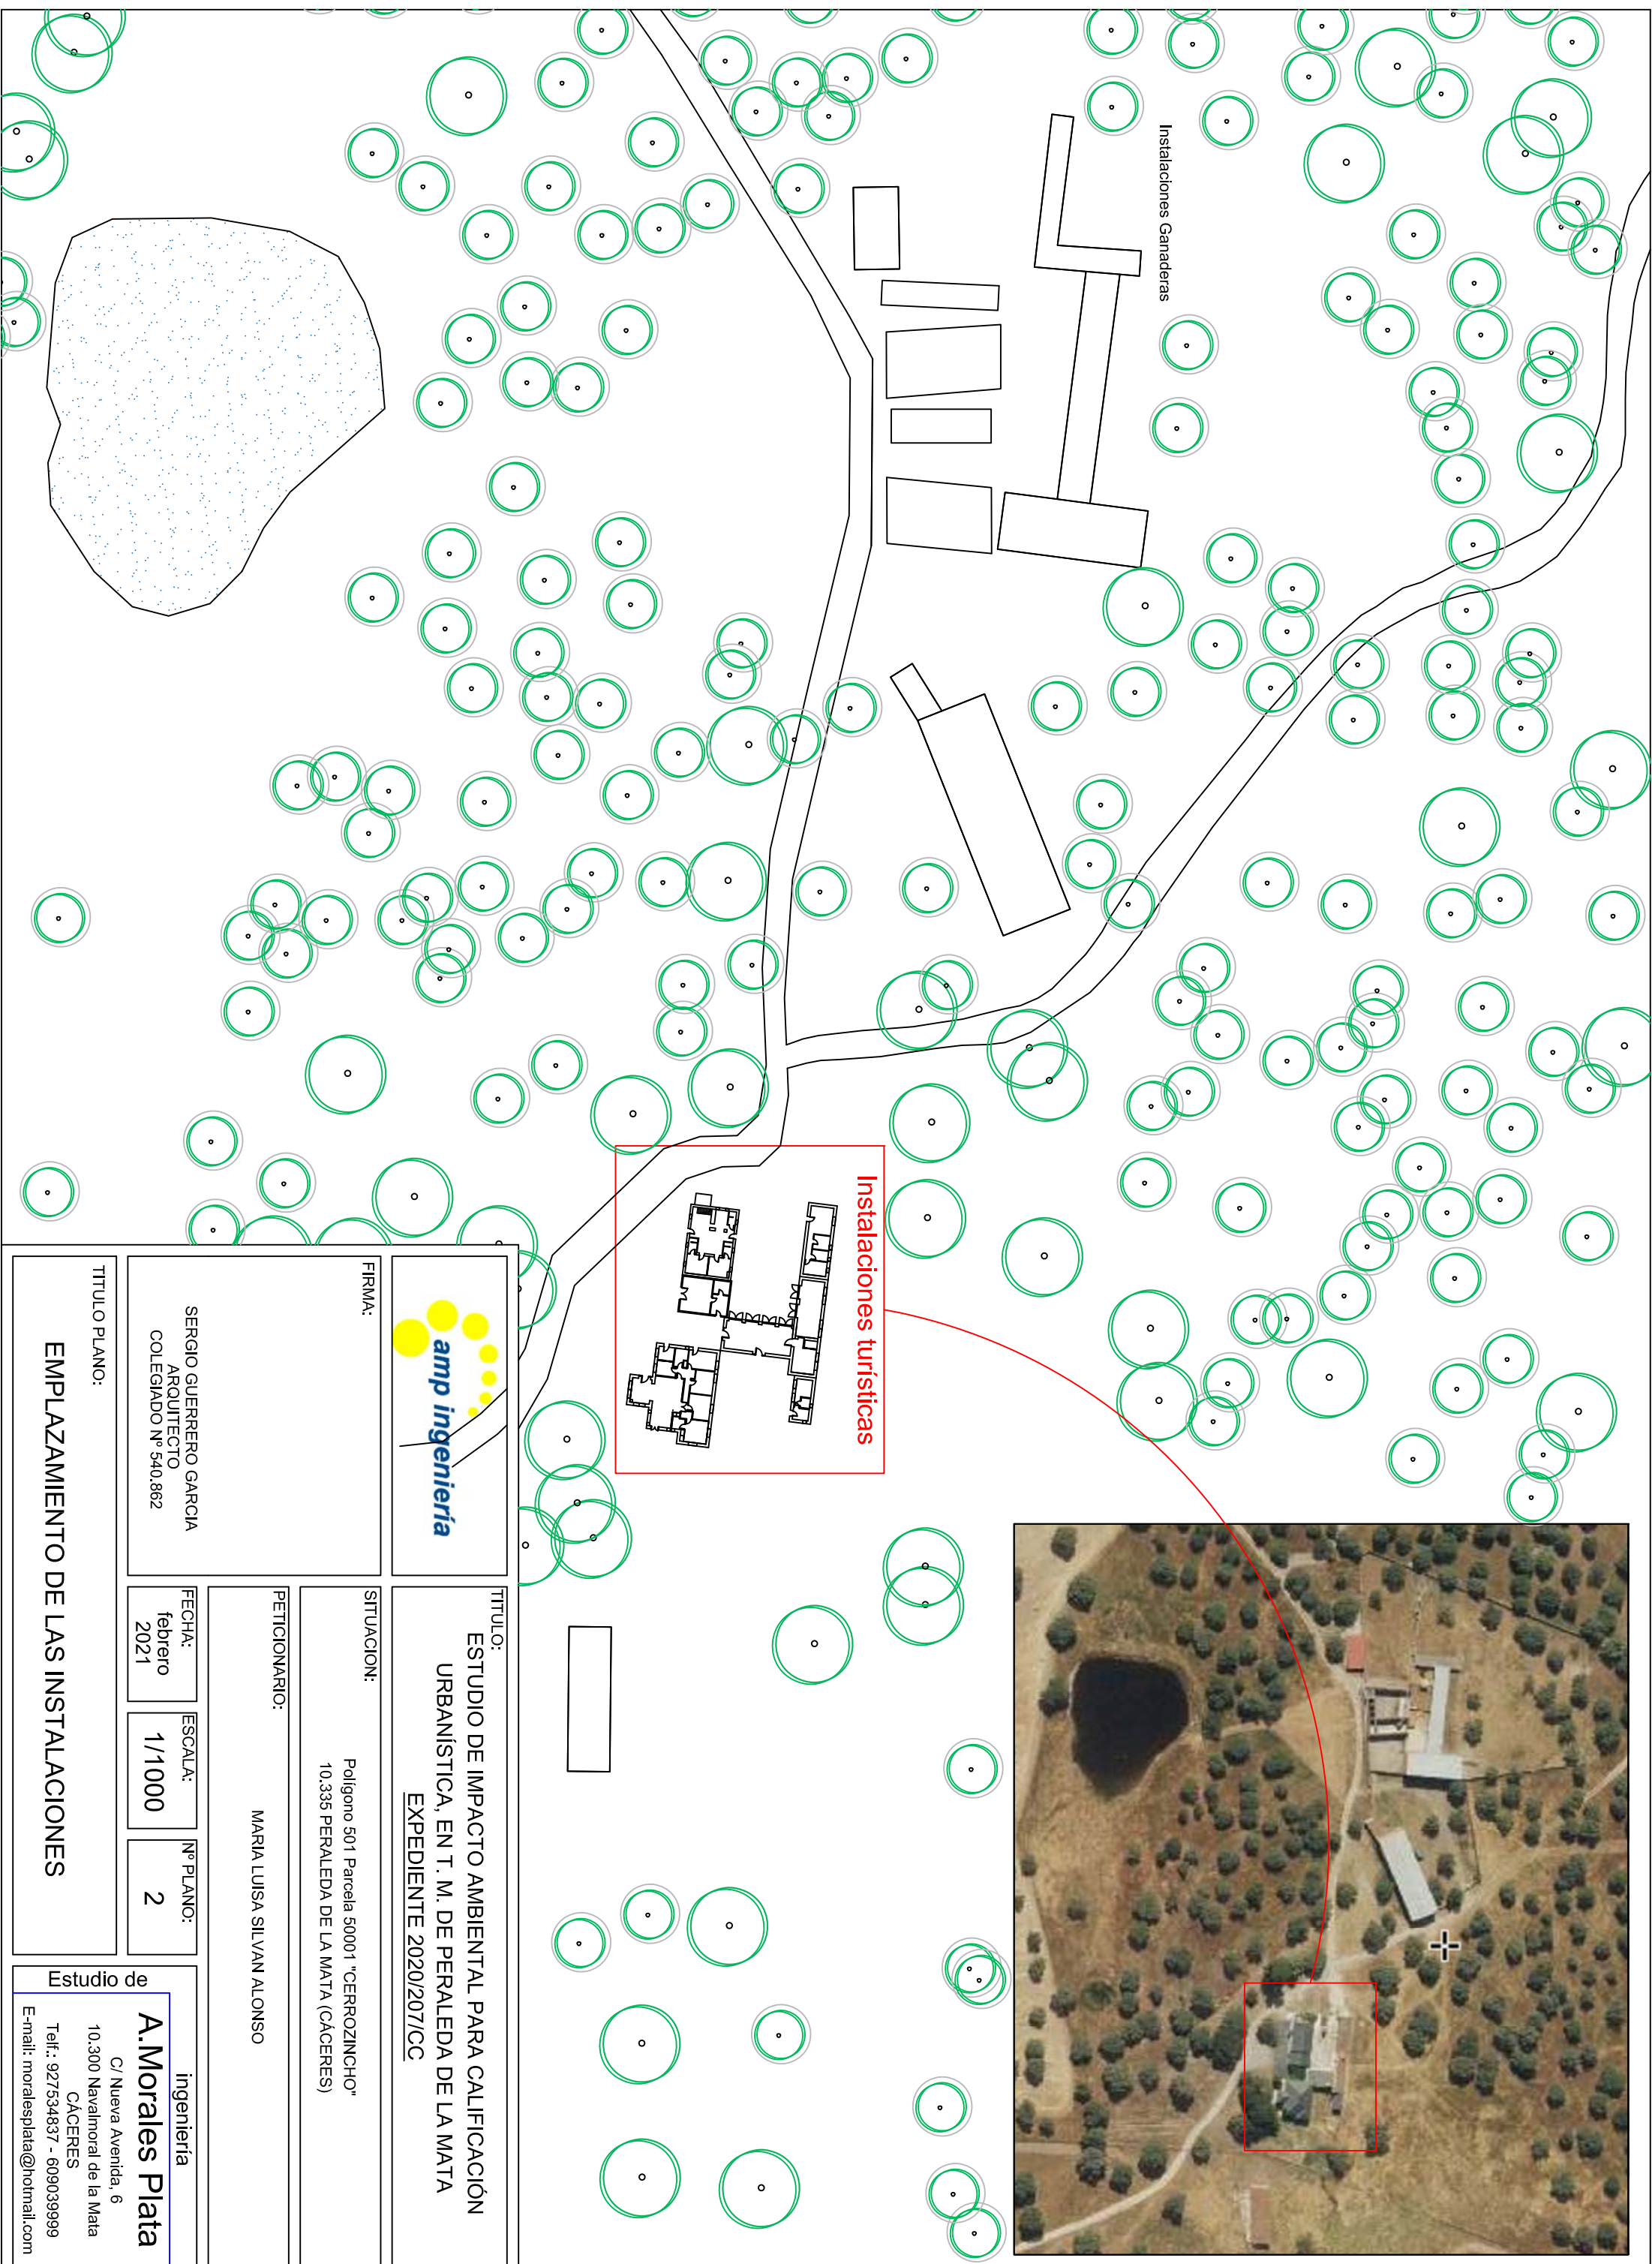 Instalaciones Ganaderas
Instalaciones turísticas
amp ingeniería
TITULO:
ESTUDIO DE IMPACTO AMBIENTAL PARA CALIFICACIÓN
URBANÍSTICA, EN T. M. DE PERALEDA DE LA MATA
EXPEDIENTE 2020/207/CC
FIRMA:
SERGIO GUERRERO GARCIA
ARQUITECTO
COLEGIADO Nº 540.862
SITUACION:
Polígono 501 Parcela 50001 "CERROZINCHO"
10.335 PERALEDA DE LA MATA (CÁCERES)
PETICIONARIO:
MARIA LUISA SILVAN ALONSO
FECHA:
febrero
2021
ESCALA:
1/1000
Nº PLANO:
2
TITULO PLANO:
EMPLAZAMIENTO DE LAS INSTALACIONES
Estudio de
ingeniería
A.Morales Plata
C/ Nueva Avenida, 6
10.300 Navalmoral de la Mata
CÁCERES
Telf.: 927534837 - 609039999
E-mail: moralesplata@hotmail.com